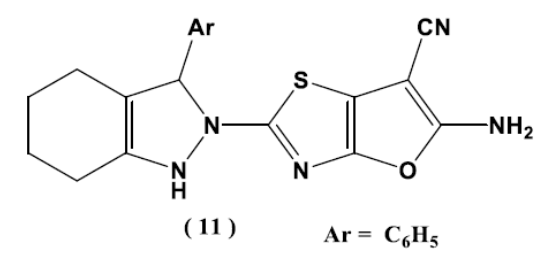 Ar
CN
S
N
NH₂
N
N
H
O
( 11 )
Ar = C₆H₅